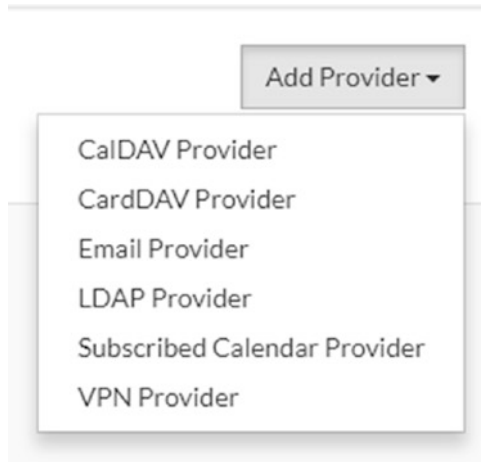 Add Provider
CalDAV Provider
CardDAV Provider
Email Provider
LDAP Provider
Subscribed Calendar Provider
VPN Provider